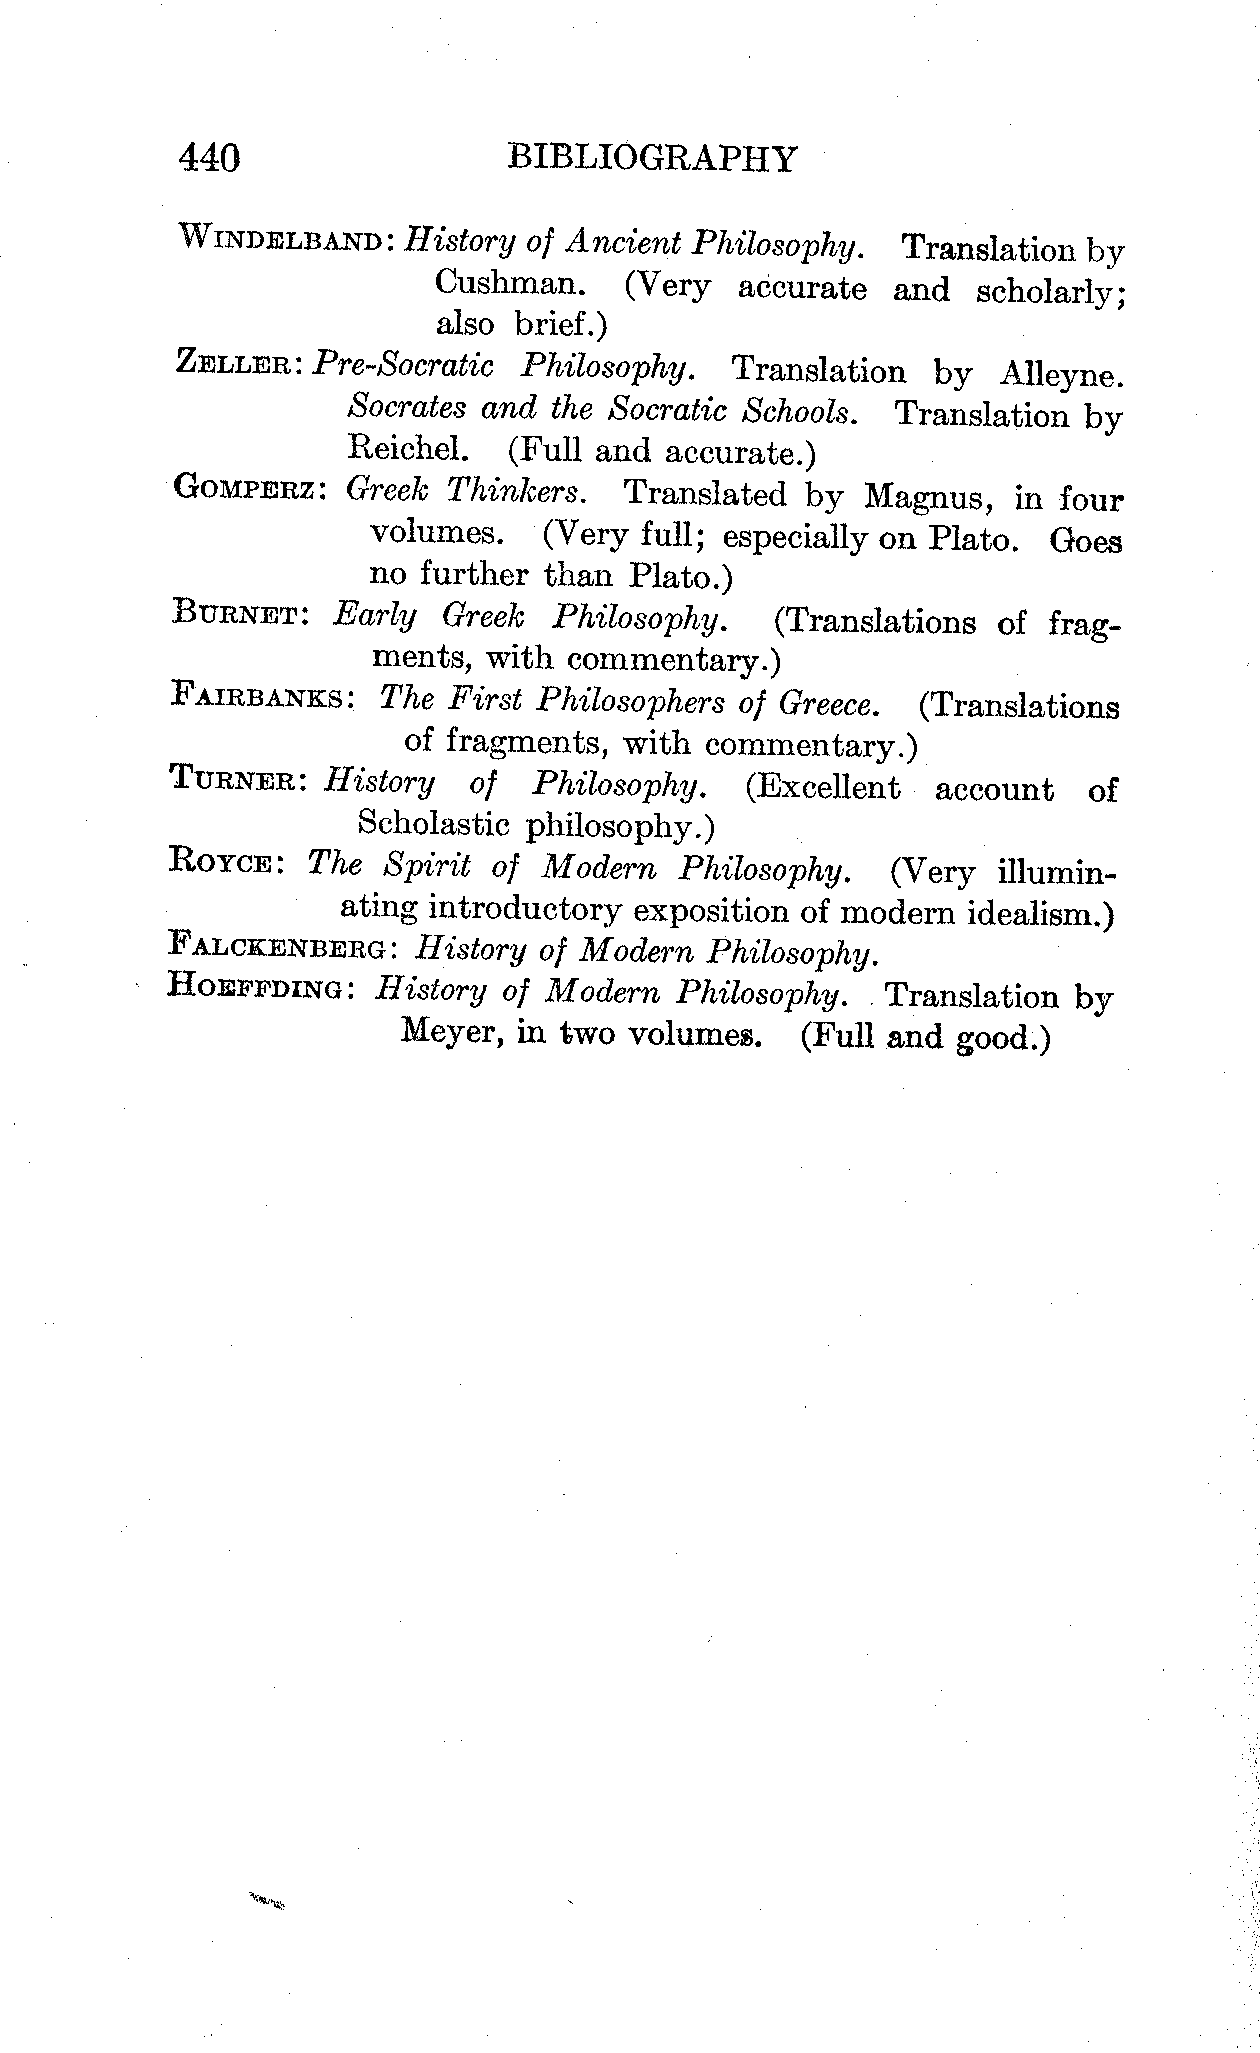 440 BIBLIOGRAPHY
WINDELBAND: History of Ancient Philosophy. Translation by
Cushman. (Very accurate and scholarly;
also brief.)
ZELLER: Pre-Socratic Philosophy. Translation by Alleyne.
Socrates and the Socratic Schools. Translation by
Reichel. (Full and accurate.)
GOMPERZ: Greek Thinkers. Translated by Magnus, in four
volumes. (Very full; especially on Plato. Goes
no further than Plato.)
BURNET: Early Greek Philosophy. (Translations of frag-
ments, with commentary.)
FAIRBANKS: The First Philosophers of Greece. (Translations
of fragments, with commentary.)
TURNER: History of Philosophy. (Excellent account of
Scholastic philosophy.)
ROYCE: The Spirit of Modern Philosophy. (Very illumin-
ating introductory exposition of modern idealism.)
FALCKENBERG: History of Modern Philosophy.
HOEFFDING: History of Modern Philosophy. Translation by
Meyer, in two volumes. (Full and good.)